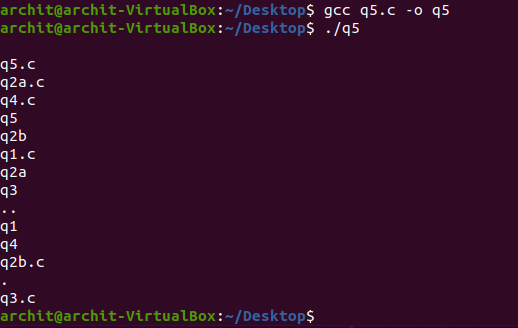 archit@archit-VirtualBox:~/Desktop$ gcc q5.c -o q5
archit@archit-VirtualBox:~/Desktop$ ./q5
q5.c
q2a.c
q4.c
q5
q2b
q1.c
q2a
q3
..
q1
q4
q2b.c
.
q3.c
archit@archit-VirtualBox:~/Desktop$